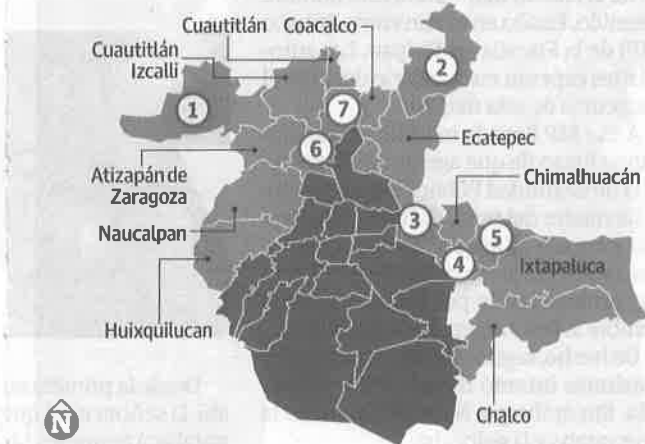 Cuautitlán
Coacalco
Cuautitlán
Izcalli
2
1
7
6
Ecatepec
Atizapán de
Zaragoza
Chimalhuacán
3
Naucalpan
5
4
Ixtapaluca
Huixquilucan
Chalco
N